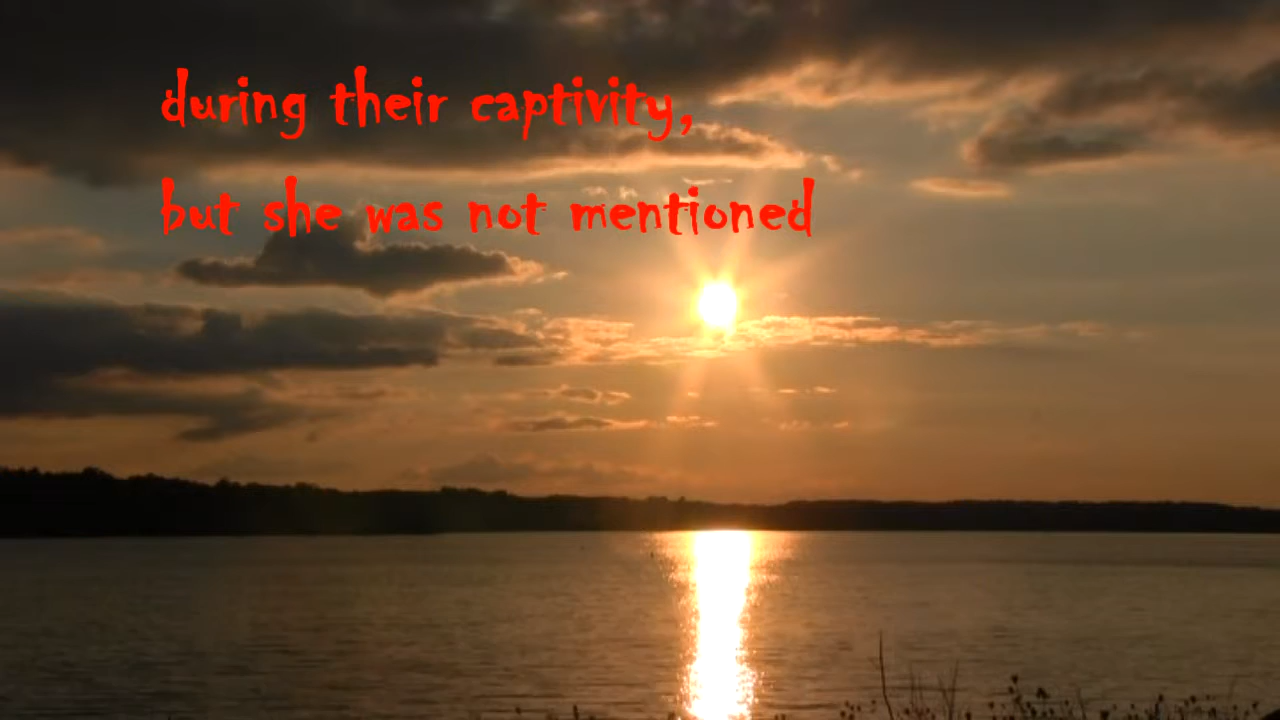 during their captivity,
but she was not mentioned